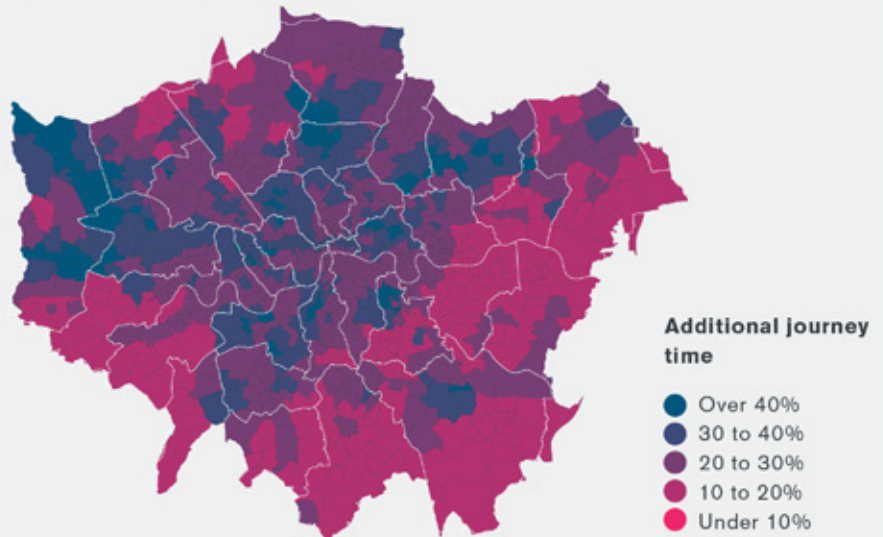 Additional journey
time
Over 40%
30 to 40%
20 to 30%
10 to 20%
Under 10%